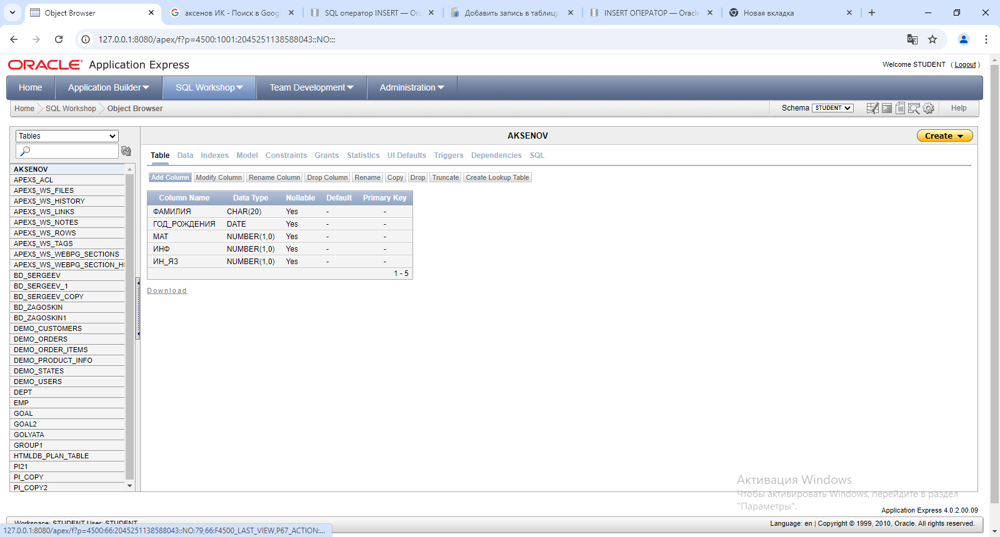 Object Browser
аксенов ИК - Поиск в Goog
SQL оператор INSERT — Ora
Добавить запись в таблицу
INSERT ОПЕРАТОР — Oracle
Новая вкладка
127.0.0.1:8080/apex/f?p=4500:1001:2045251138588043::NO:::
ORACLE Application Express
Welcome STUDENT ( Logout )
Home Application Builder SQL Workshop Team Development Administration
Home SQL Workshop Object Browser
Schema STUDENT Help
Tables
AKSENOV
APEX$_ACL
APEX$_WS_FILES
APEX$_WS_HISTORY
APEX$_WS_LINKS
APEX$_WS_NOTES
APEX$_WS_ROWS
APEX$_WS_TAGS
APEX$_WS_WEBPG_SECTIONS
APEX$_WS_WEBPG_SECTION_HI
BD_SERGEEV
BD_SERGEEV_1
BD_SERGEEV_COPY
BD_ZAGOSKIN
BD_ZAGOSKIN1
DEMO_CUSTOMERS
DEMO_ORDERS
DEMO_ORDER_ITEMS
DEMO_PRODUCT_INFO
DEMO_STATES
DEMO_USERS
DEPT
EMP
GOAL
GOAL2
GOLYATA
GROUP1
HTMLDB_PLAN_TABLE
PI21
PI_COPY
PI_COPY2
AKSENOV
Create
Table Data Indexes Model Constraints Grants Statistics UI Defaults Triggers Dependencies SQL
Add Column Modify Column Rename Column Drop Column Rename Copy Drop Truncate Create Lookup Table
Column Name Data Type Nullable Default Primary Key
ФАМИЛИЯ CHAR(20) Yes - -
ГОД_РОЖДЕНИЯ DATE Yes - -
МАТ NUMBER(1,0) Yes - -
ИНФ NUMBER(1,0) Yes - -
ИН_ЯЗ NUMBER(1,0) Yes - -
1 - 5
Download
Активация Windows
Чтобы активировать Windows, перейдите в раздел
"Параметры".
Application Express 4.0.2.00.09
Workspace: STUDENT User: STUDENT
Language: en | Copyright © 1999, 2010, Oracle. All rights reserved.
127.0.0.1:8080/apex/f?p=4500:66:2045251138588043::NO:79,66:F4500_LAST_VIEW,P67_ACTION:...